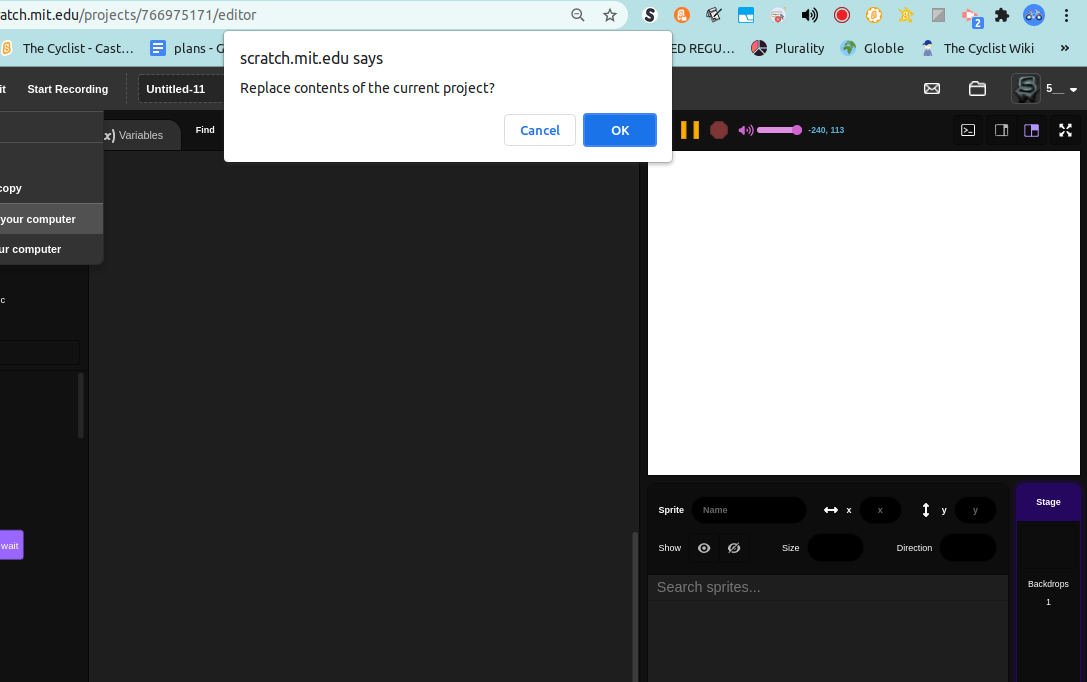 atch.mit.edu/projects/766975171/editor
2
The Cyclist - Cast... plans - G
ED REGU... Plurality Globle The Cyclist Wiki »
scratch.mit.edu says
Replace contents of the current project?
Cancel OK
it Start Recording Untitled-11
5__
x) Variables Find
-240, 113
copy
your computer
ur computer
c
wait
Sprite Name x x y y
Show Size Direction
Search sprites...
Stage
Backdrops
1